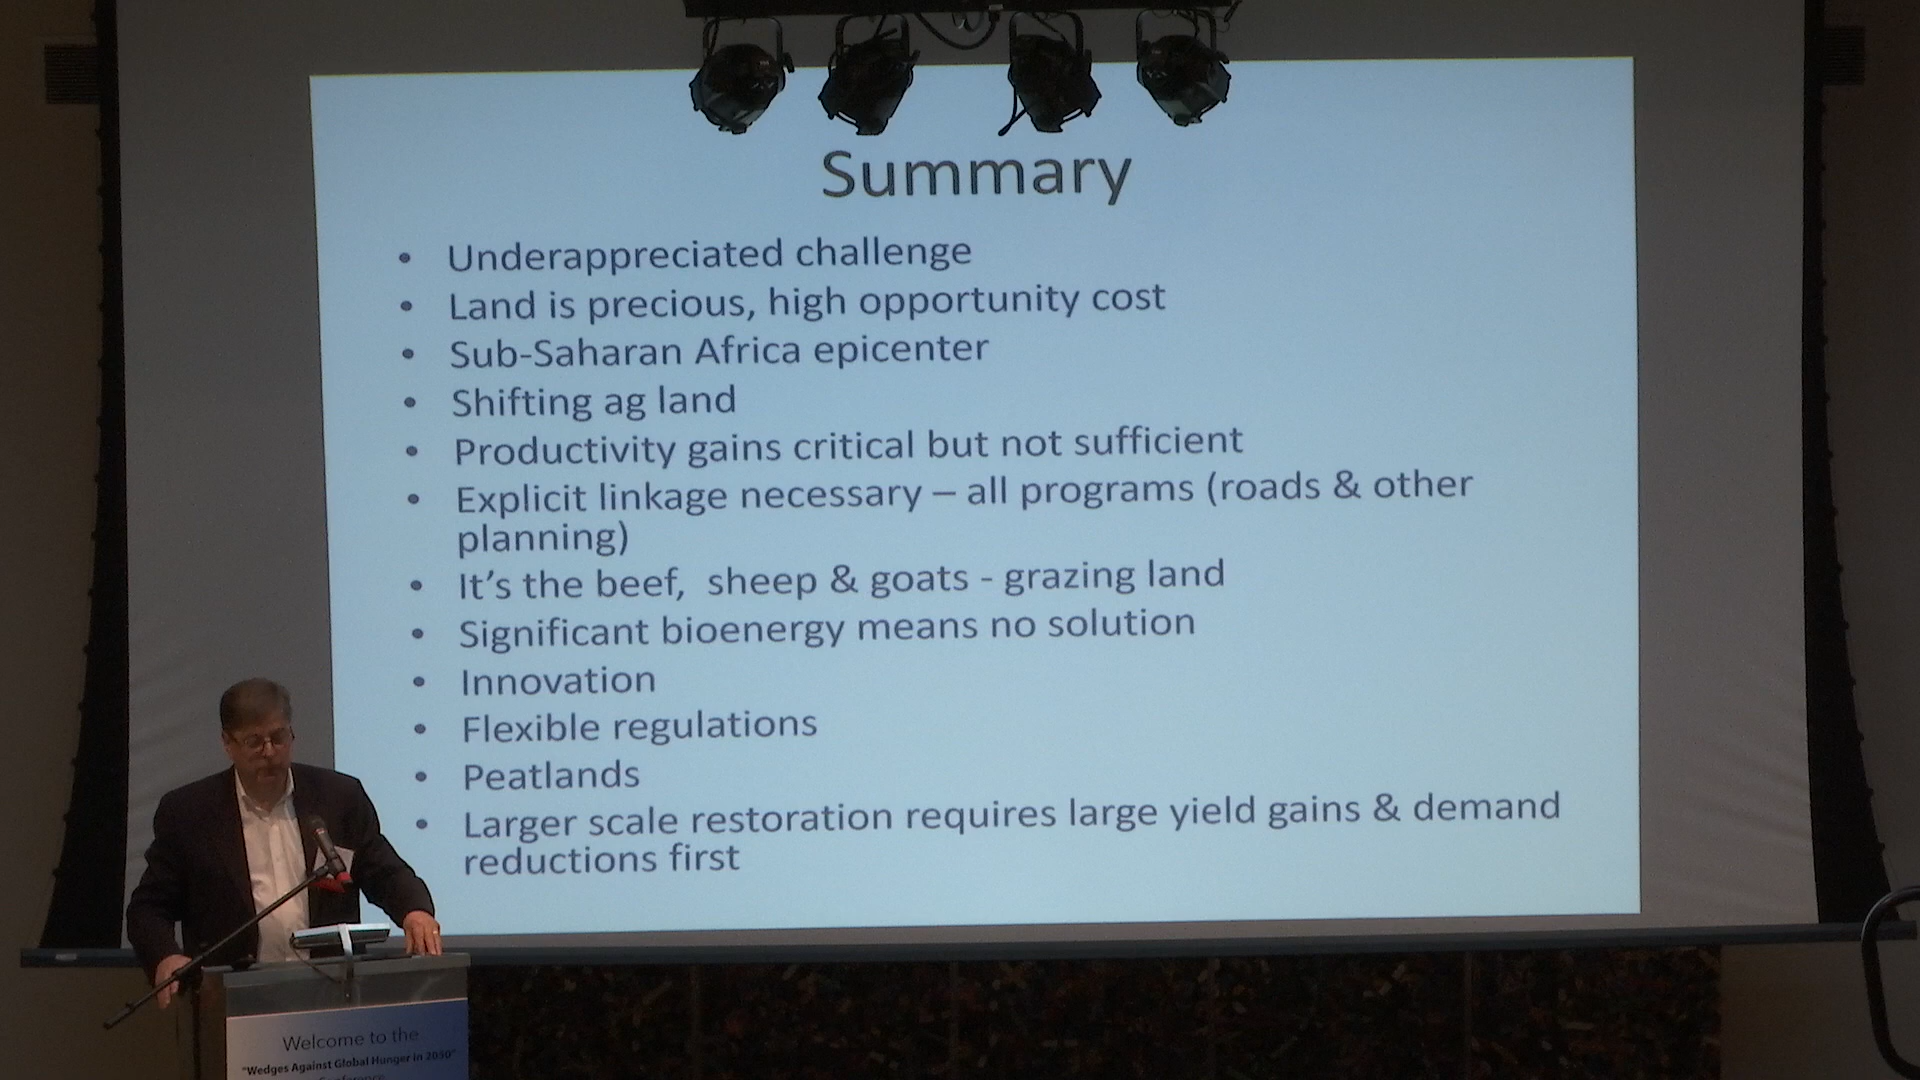 Summary
• Underappreciated challenge
• Land is precious, high opportunity cost
• Sub-Saharan Africa epicenter
• Shifting ag land
• Productivity gains critical but not sufficient
• Explicit linkage necessary – all programs (roads & other
planning)
• It’s the beef,  sheep & goats - grazing land
• Significant bioenergy means no solution
• Innovation
• Flexible regulations
• Peatlands
• Larger scale restoration requires large yield gains & demand
reductions first
Welcome to the
"Wedges Against Global Hunger in 2050"
Conference